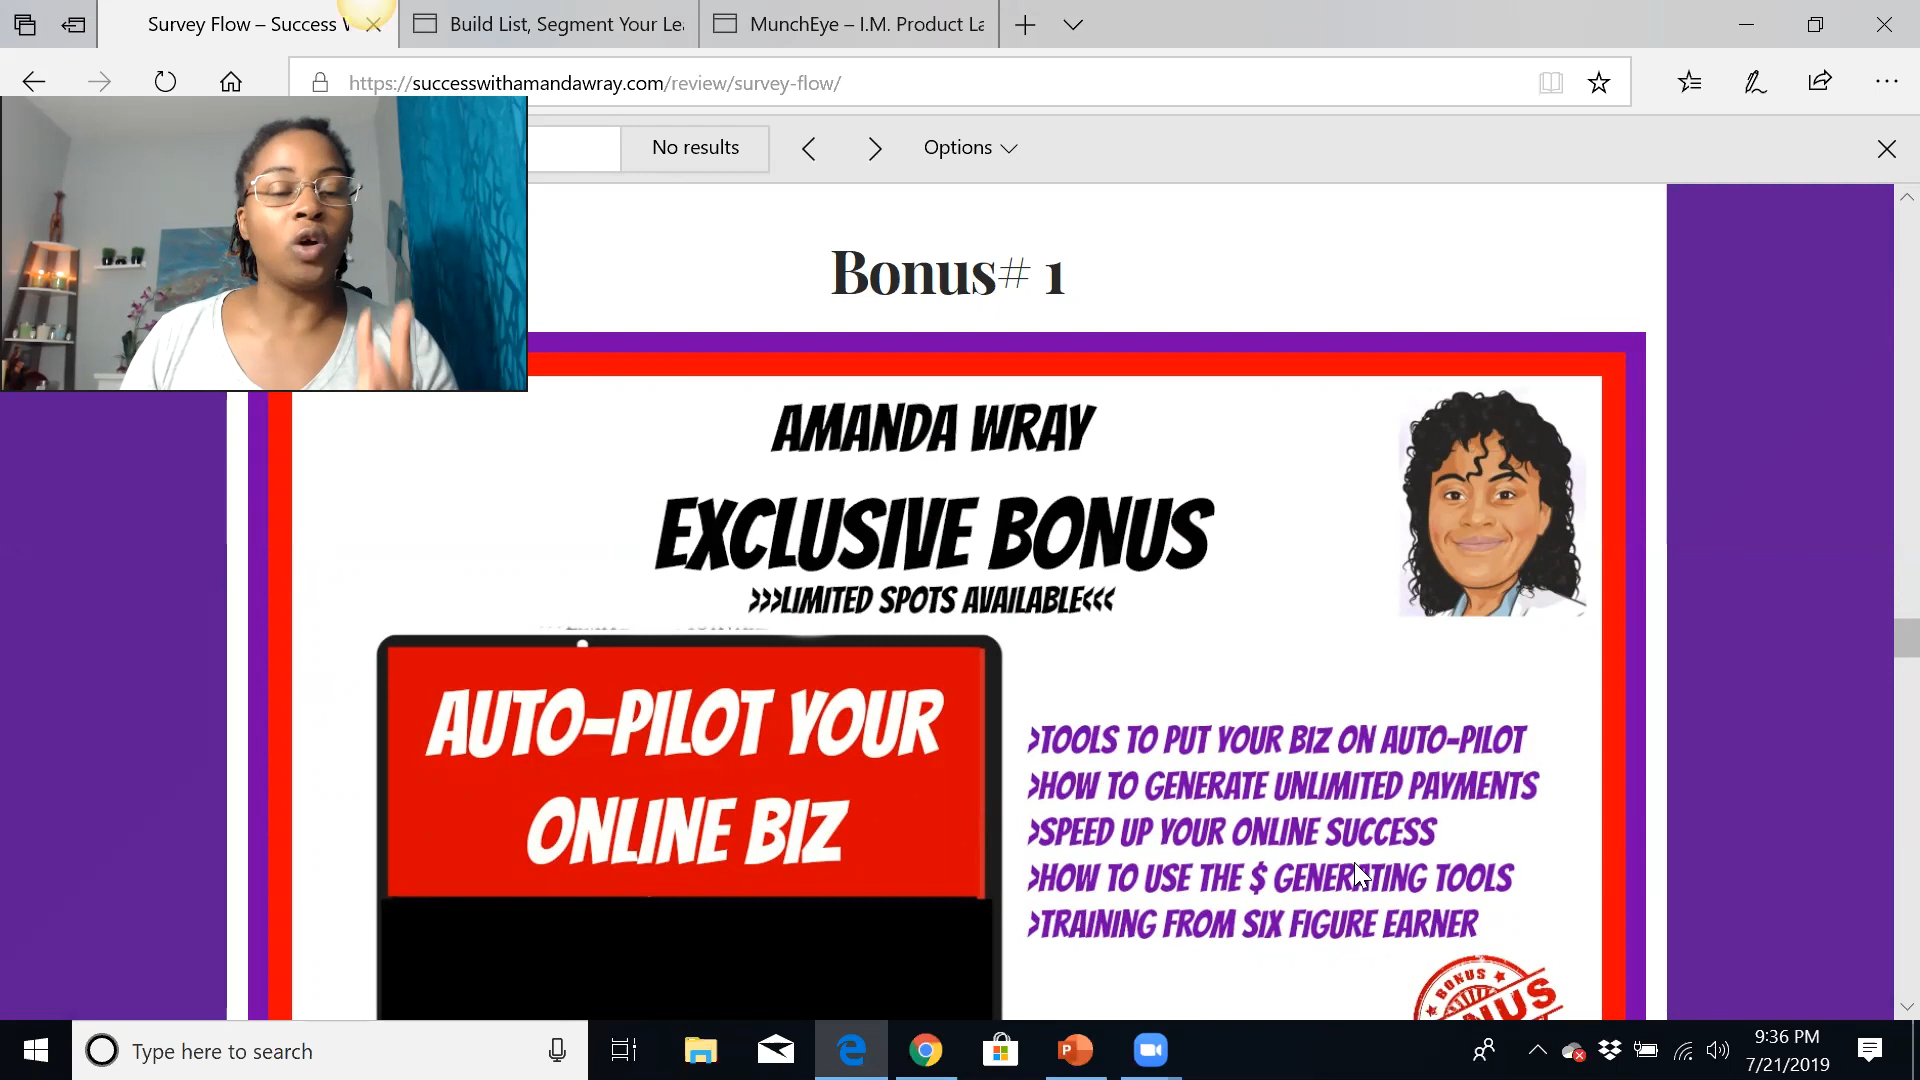 Survey Flow – Success W
Build List, Segment Your Le
MunchEye – I.M. Product La
https://successwithamandawray.com/review/survey-flow/
No results
Options
Bonus# 1
AMANDA WRAY
EXCLUSIVE BONUS
>>>LIMITED SPOTS AVAILABLE<<<
AUTO-PILOT YOUR
ONLINE BIZ
>TOOLS TO PUT YOUR BIZ ON AUTO-PILOT
>HOW TO GENERATE UNLIMITED PAYMENTS
>SPEED UP YOUR ONLINE SUCCESS
>HOW TO USE THE $ GENERATING TOOLS
>TRAINING FROM SIX FIGURE EARNER
BONUS
Type here to search
9:36 PM
7/21/2019